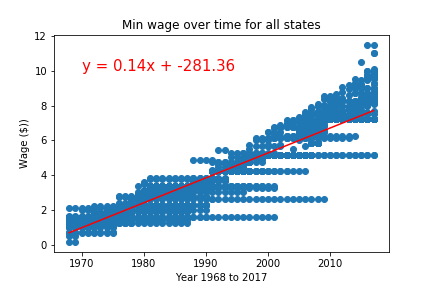 Min wage over time for all states
y = 0.14x + -281.36
Wage ($))
12
10
8
6
4
2
0
1970 1980 1990 2000 2010
Year 1968 to 2017